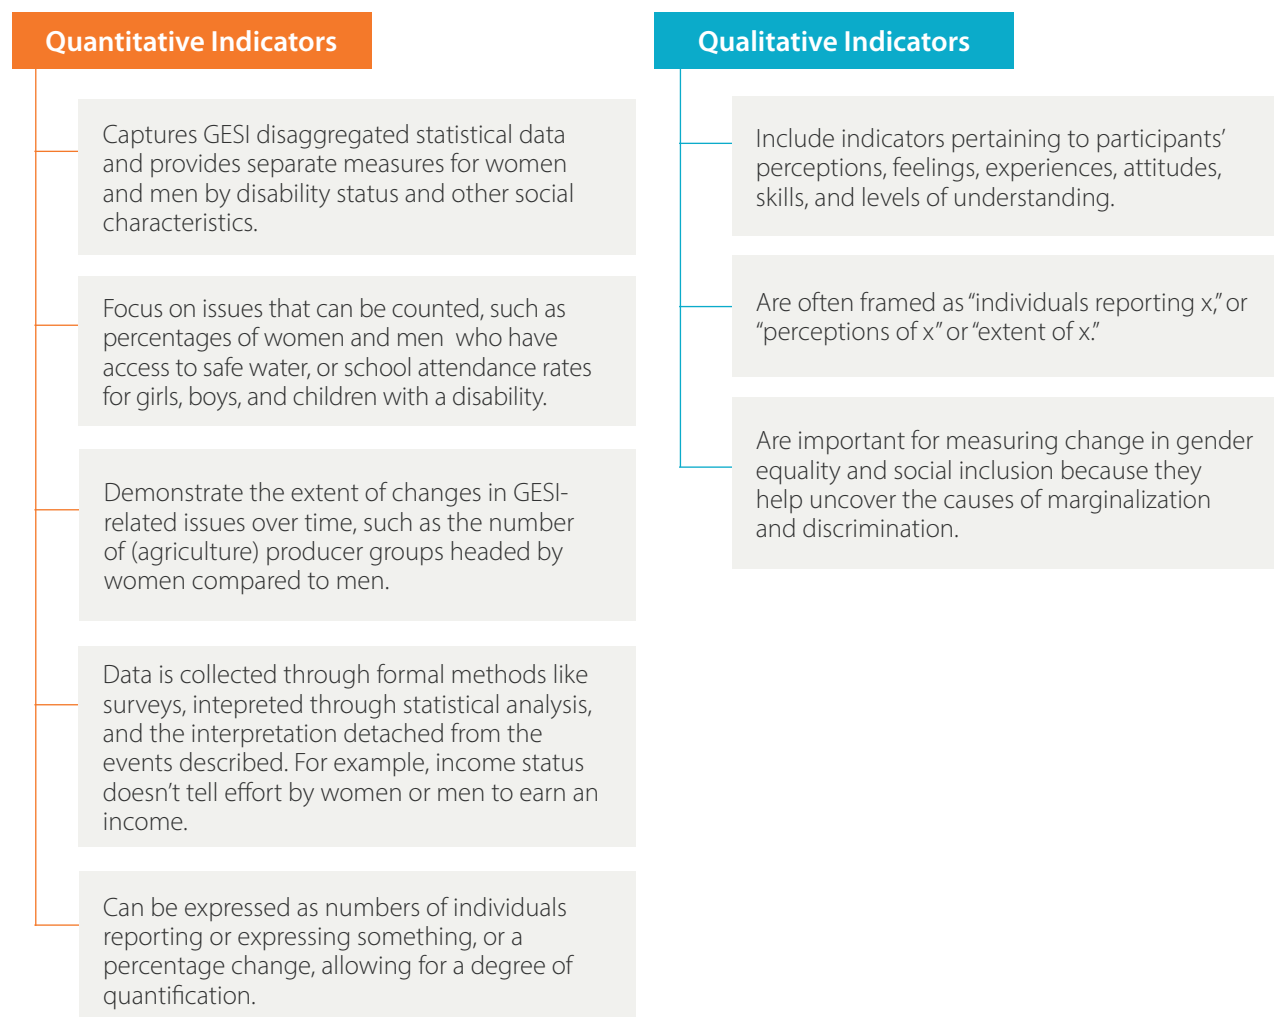 Quantitative Indicators
Captures GESI disaggregated statistical data
and provides separate measures for women
and men by disability status and other social
characteristics.
Focus on issues that can be counted, such as
percentages of women and men who have
access to safe water, or school attendance rates
for girls, boys, and children with a disability.
Demonstrate the extent of changes in GESI-
related issues over time, such as the number
of (agriculture) producer groups headed by
women compared to men.
Data is collected through formal methods like
surveys, intepreted through statistical analysis,
and the interpretation detached from the
events described. For example, income status
doesn’t tell effort by women or men to earn an
income.
Can be expressed as numbers of individuals
reporting or expressing something, or a
percentage change, allowing for a degree of
quantification.
Qualitative Indicators
Include indicators pertaining to participants’
perceptions, feelings, experiences, attitudes,
skills, and levels of understanding.
Are often framed as “individuals reporting x,” or
“perceptions of x” or “extent of x.”
Are important for measuring change in gender
equality and social inclusion because they
help uncover the causes of marginalization
and discrimination.